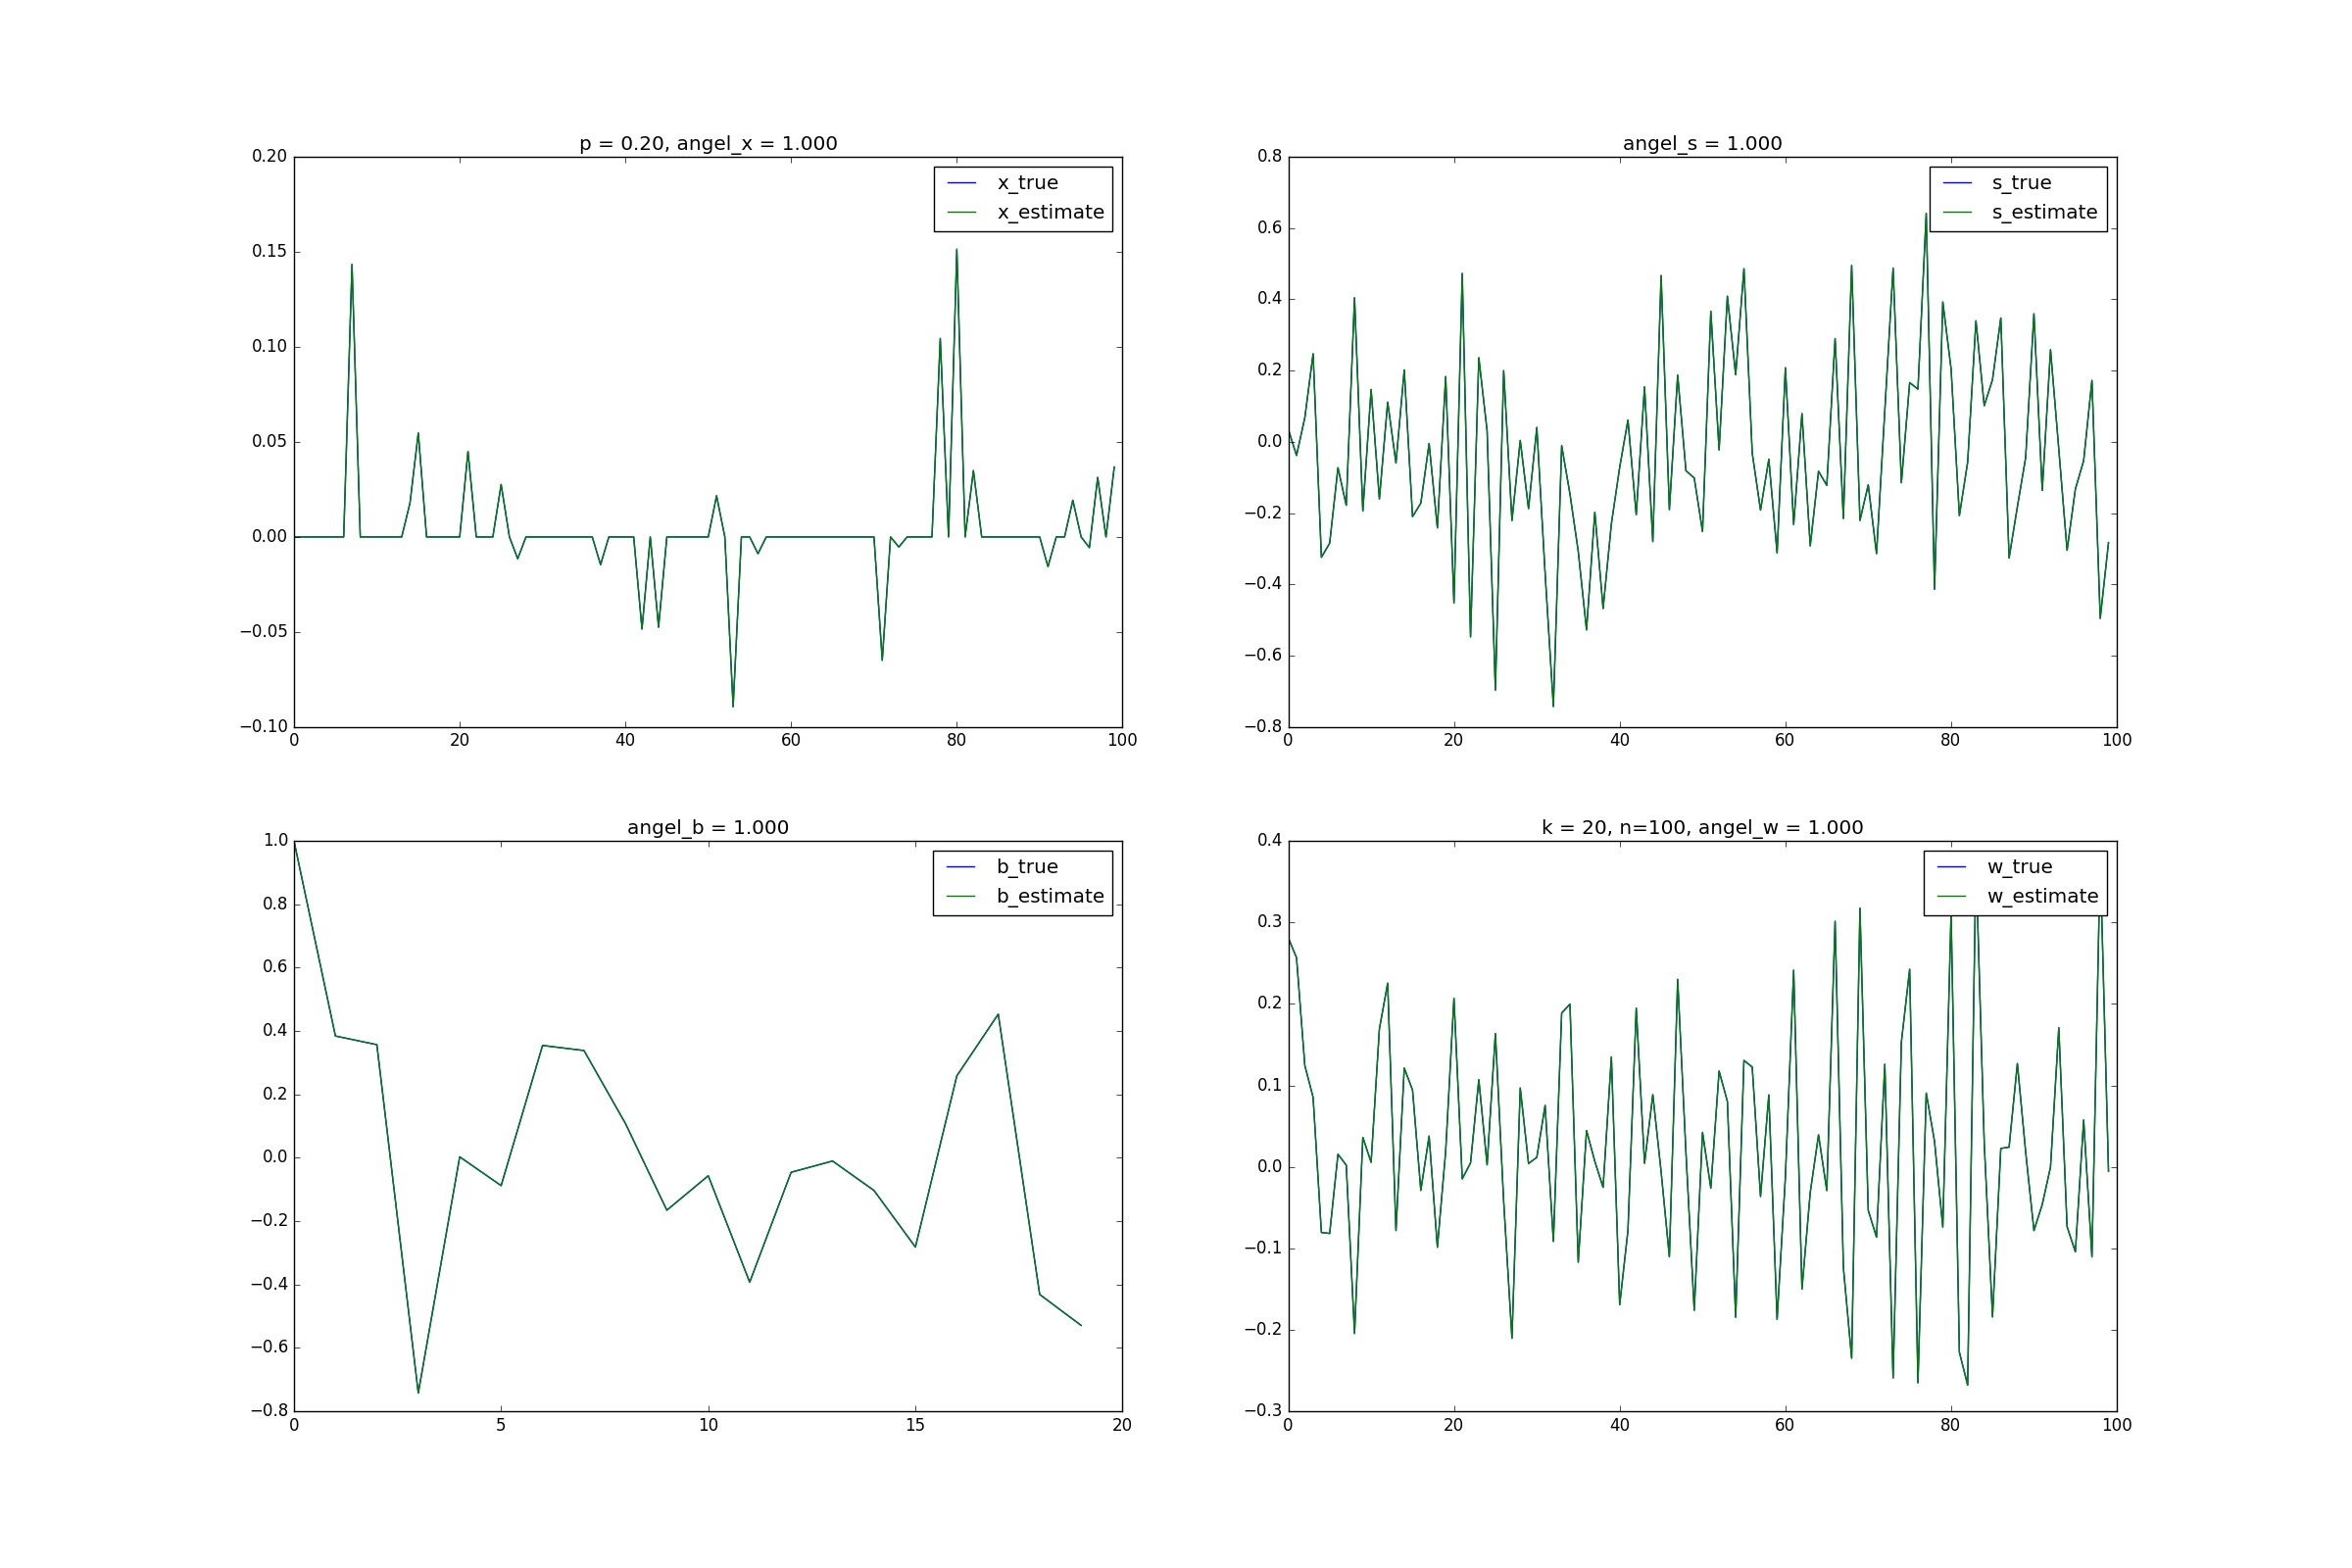 p = 0.20, angel_x = 1.000
0.20
0.15
0.10
0.05
0.00
−0.05
−0.10
0 20 40 60 80 100
x_true
x_estimate
angel_s = 1.000
0.8
0.6
0.4
0.2
0.0
−0.2
−0.4
−0.6
−0.8
0 20 40 60 80 100
s_true
s_estimate
angel_b = 1.000
1.0
0.8
0.6
0.4
0.2
0.0
−0.2
−0.4
−0.6
−0.8
0 5 10 15 20
b_true
b_estimate
k = 20, n=100, angel_w = 1.000
0.4
0.3
0.2
0.1
0.0
−0.1
−0.2
−0.3
0 20 40 60 80 100
w_true
w_estimate